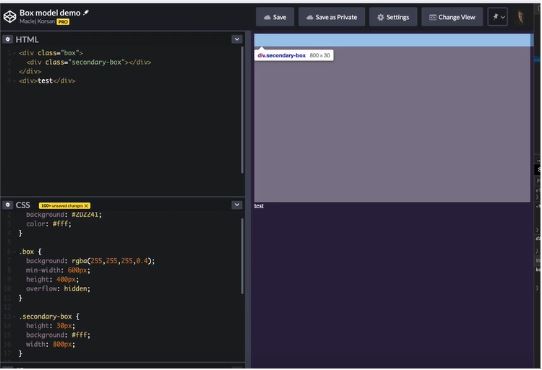 Box model demo
Maciej Korsan PRO
Save
Save as Private
Settings
Change View
HTML
<div class="box">
<div class="secondary-box"></div>
</div>
<div>test</div>
div.secondary-box 800 × 30
test
CSS
100+ unsaved changes X
background: #2D2241;
color: #fff;
}
.box {
background: rgba(255,255,255,0.4);
min-width: 600px;
height: 400px;
overflow: hidden;
}
.secondary-box {
height: 30px;
background: #fff;
width: 800px;
}